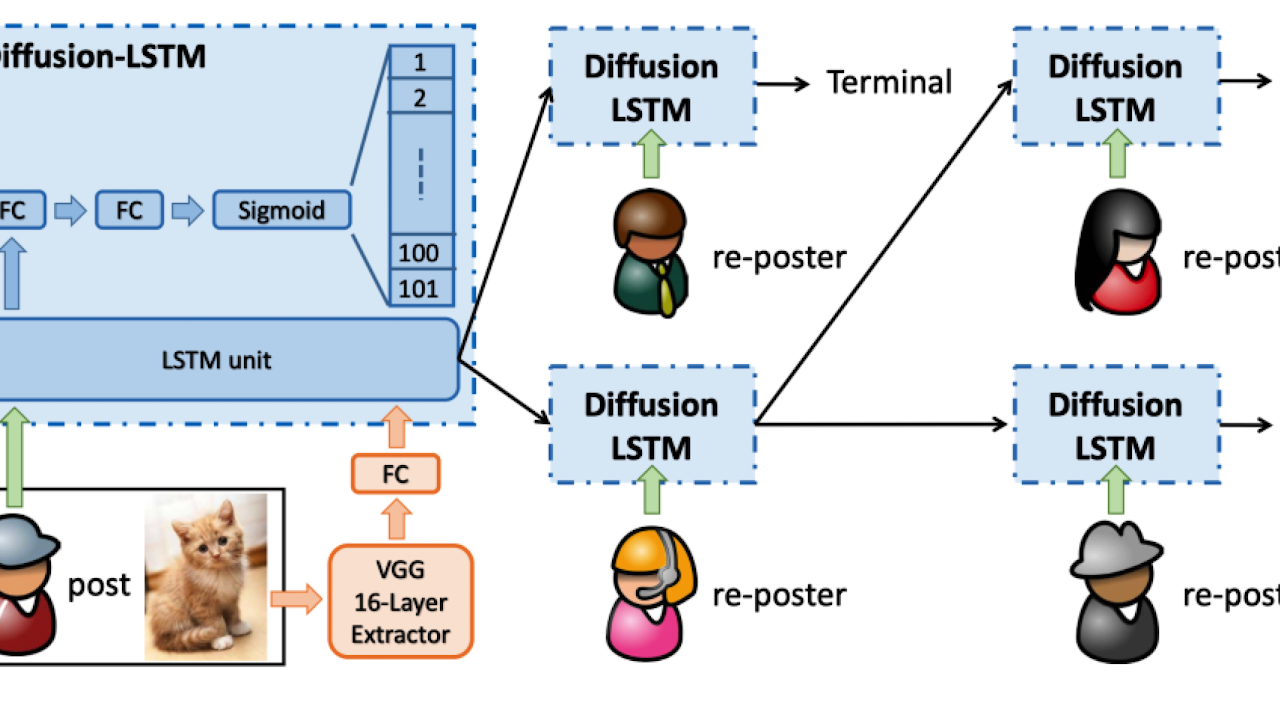 iffusion-LSTM
1
2
FC
FC
Sigmoid
100
101
LSTM unit
FC
VGG
16-Layer
Extractor
post
Diffusion
LSTM
Terminal
re-poster
Diffusion
LSTM
re-poster
Diffusion
LSTM
re-post
Diffusion
LSTM
re-post